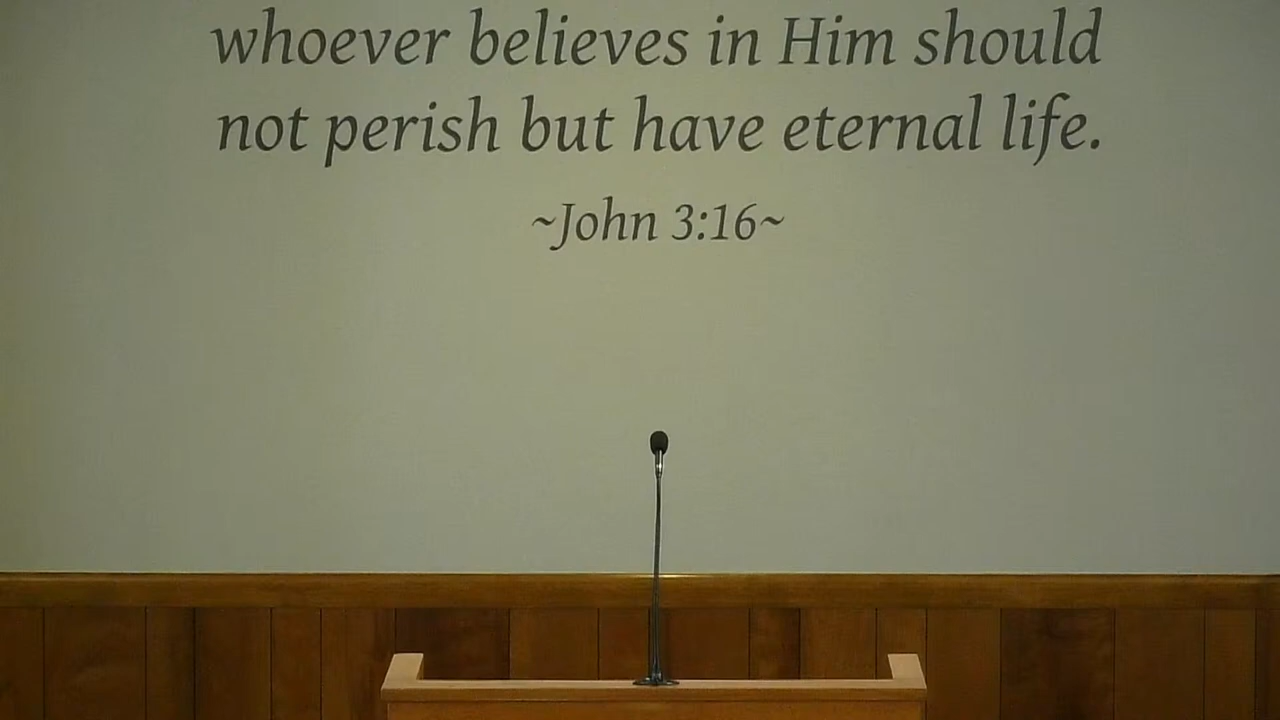 whoever believes in Him should
not perish but have eternal life.
~John 3:16~